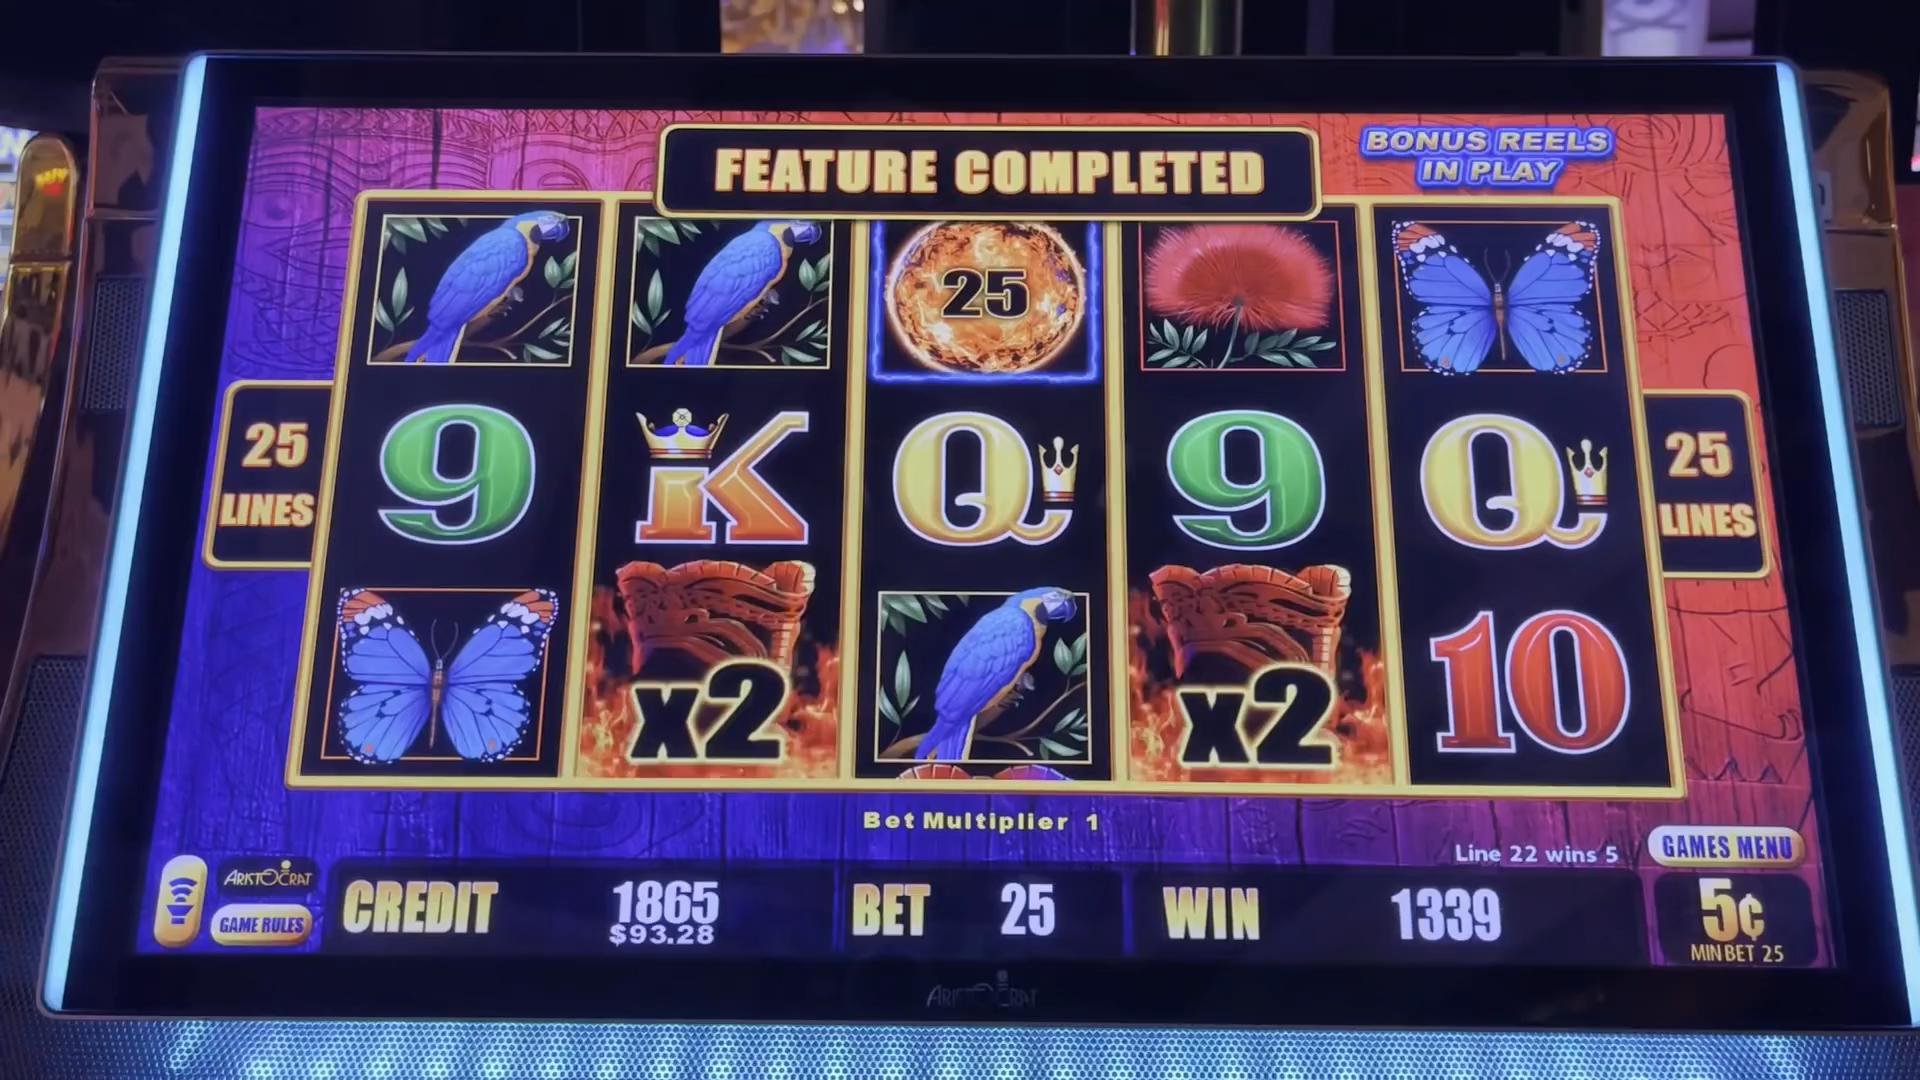 FEATURE COMPLETED
BONUS REELS
IN PLAY
25
25
LINES
9
K
Q
9
Q
25
LINES
x2
x2
10
Bet Multiplier 1
Line 22 wins 5
GAMES MENU
ARISTOCRAT
GAME RULES
CREDIT 1865
$93.28
BET 25
WIN 1339
5¢
MIN BET 25
ARISTOCRAT